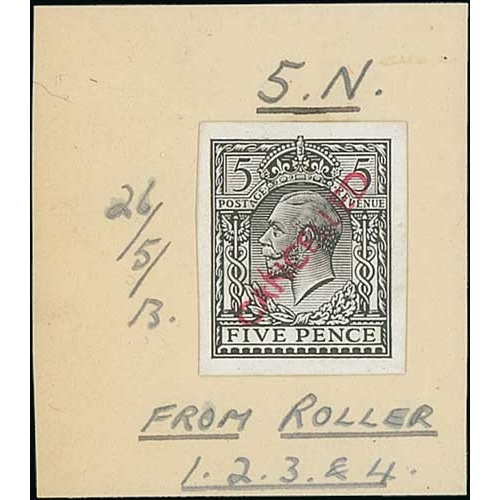 5.N.
26/5/13.
5 5
POSTAGE REVENUE
CANCELLED
FIVE PENCE
FROM ROLLER
1.2.3.&4.